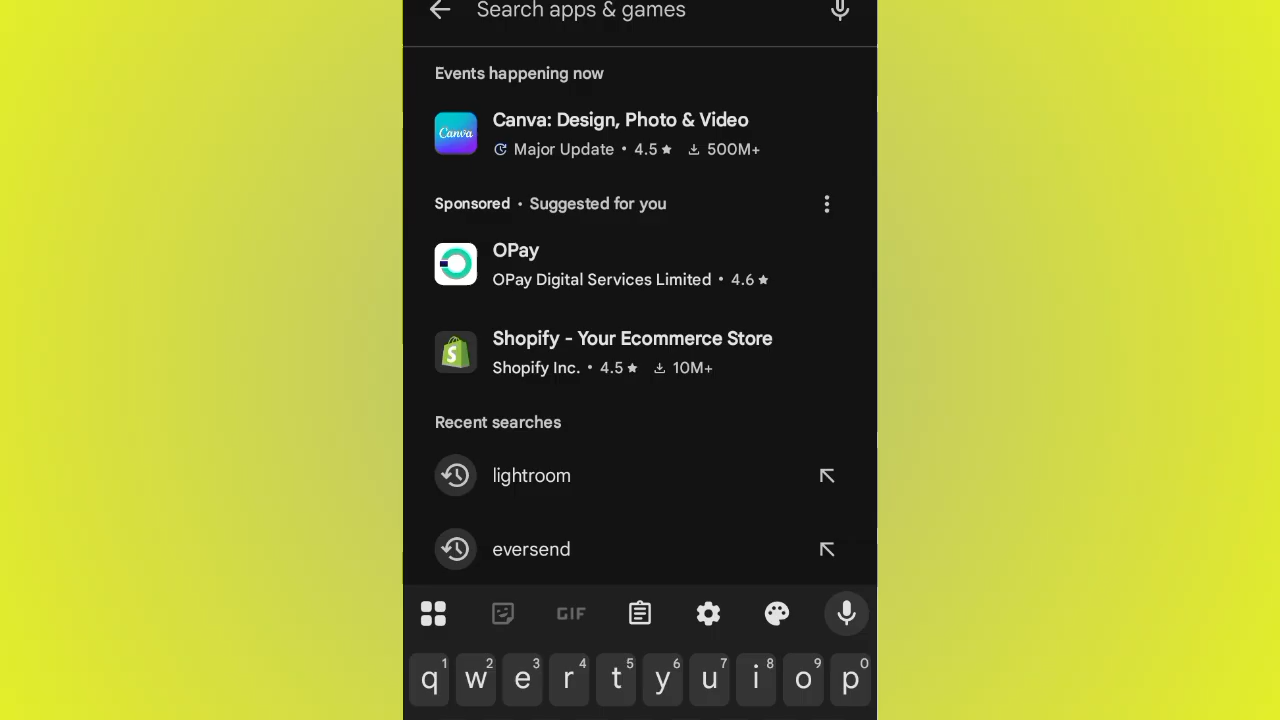 Search apps & games
Events happening now
Canva
Canva: Design, Photo & Video
Major Update • 4.5 ★ 500M+
Sponsored • Suggested for you
OPay
OPay Digital Services Limited • 4.6 ★
S
Shopify - Your Ecommerce Store
Shopify Inc. • 4.5 ★ 10M+
Recent searches
lightroom
eversend
GIF
q1 w2 e3 r4 t5 y6 u7 i8 o9 p0